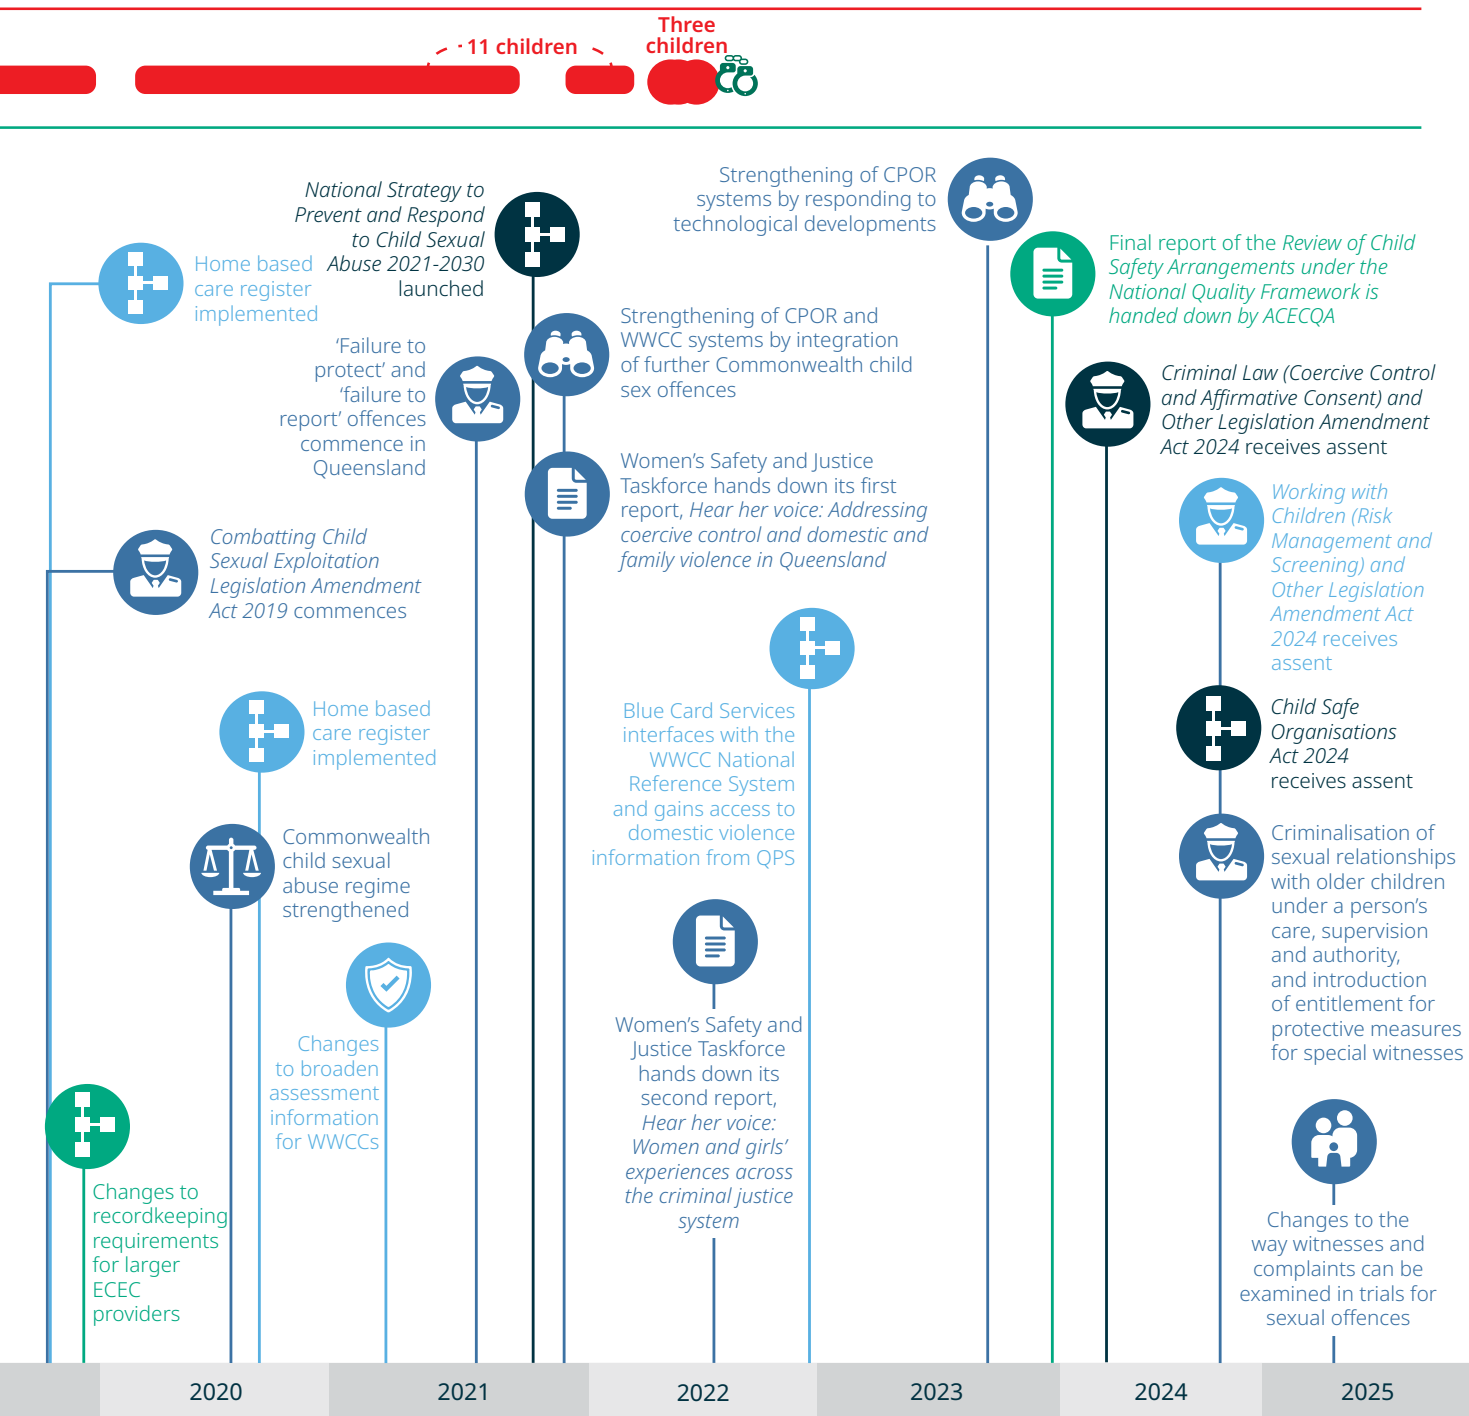 Three
children
11 children
Strengthening of CPOR
systems by responding to
technological developments
National Strategy to
Prevent and Respond
to Child Sexual
Abuse 2021-2030
launched
Home based
care register
implemented
Final report of the Review of Child
Safety Arrangements under the
National Quality Framework is
handed down by ACECQA
Strengthening of CPOR and
WWCC systems by integration
of further Commonwealth child
sex offences
‘Failure to
protect’ and
‘failure to
report’ offences
commence in
Queensland
Criminal Law (Coercive Control
and Affirmative Consent) and
Other Legislation Amendment
Act 2024 receives assent
Women’s Safety and Justice
Taskforce hands down its first
report, Hear her voice: Addressing
coercive control and domestic and
family violence in Queensland
Working with
Children (Risk
Management and
Screening) and
Other Legislation
Amendment Act
2024 receives
assent
Combatting Child
Sexual Exploitation
Legislation Amendment
Act 2019 commences
Home based
care register
implemented
Blue Card Services
interfaces with the
WWCC National
Reference System
and gains access to
domestic violence
information from QPS
Child Safe
Organisations
Act 2024
receives assent
Commonwealth
child sexual
abuse regime
strengthened
Criminalisation of
sexual relationships
with older children
under a person’s
care, supervision
and authority,
and introduction
of entitlement for
protective measures
for special witnesses
Changes
to broaden
assessment
information
for WWCCs
Women’s Safety and
Justice Taskforce
hands down its
second report,
Hear her voice:
Women and girls’
experiences across
the criminal justice
system
Changes to
recordkeeping
requirements
for larger
ECEC
providers
Changes to the
way witnesses and
complaints can be
examined in trials for
sexual offences
2020
2021
2022
2023
2024
2025